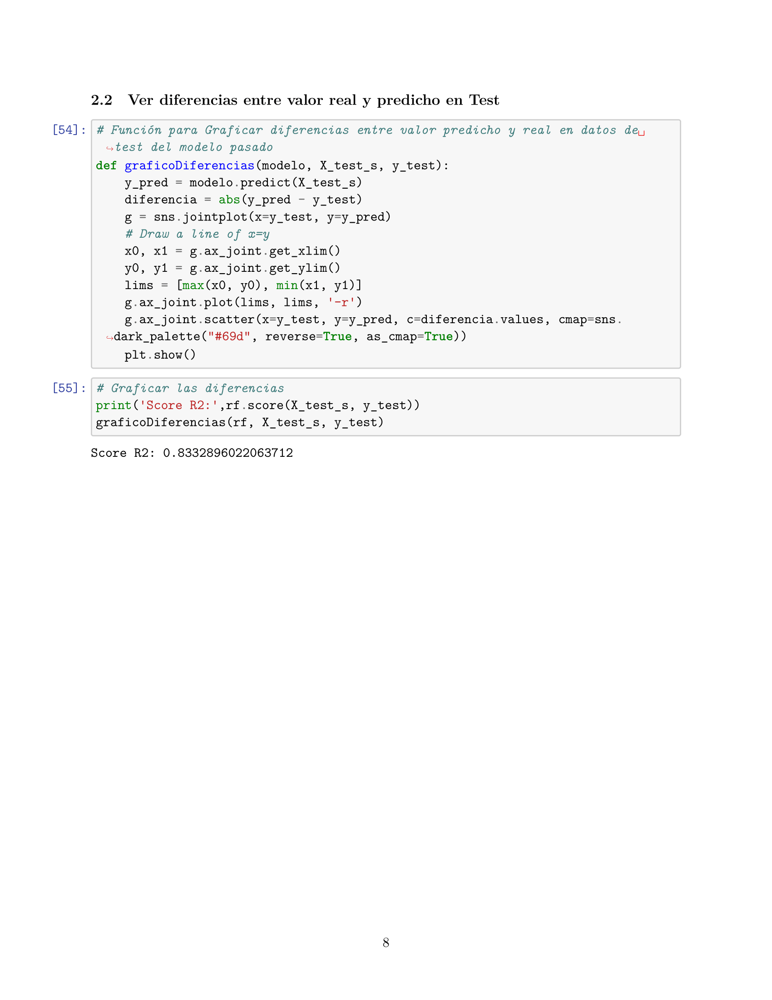 2.2 Ver diferencias entre valor real y predicho en Test
[54]: # Función para Graficar diferencias entre valor predicho y real en datos de␣
↪test del modelo pasado
def graficoDiferencias(modelo, X_test_s, y_test):
    y_pred = modelo.predict(X_test_s)
    diferencia = abs(y_pred - y_test)
    g = sns.jointplot(x=y_test, y=y_pred)
    # Draw a line of x=y
    x0, x1 = g.ax_joint.get_xlim()
    y0, y1 = g.ax_joint.get_ylim()
    lims = [max(x0, y0), min(x1, y1)]
    g.ax_joint.plot(lims, lims, '-r')
    g.ax_joint.scatter(x=y_test, y=y_pred, c=diferencia.values, cmap=sns.
↪dark_palette("#69d", reverse=True, as_cmap=True))
    plt.show()
[55]: # Graficar las diferencias
print('Score R2:',rf.score(X_test_s, y_test))
graficoDiferencias(rf, X_test_s, y_test)
Score R2: 0.8332896022063712
8